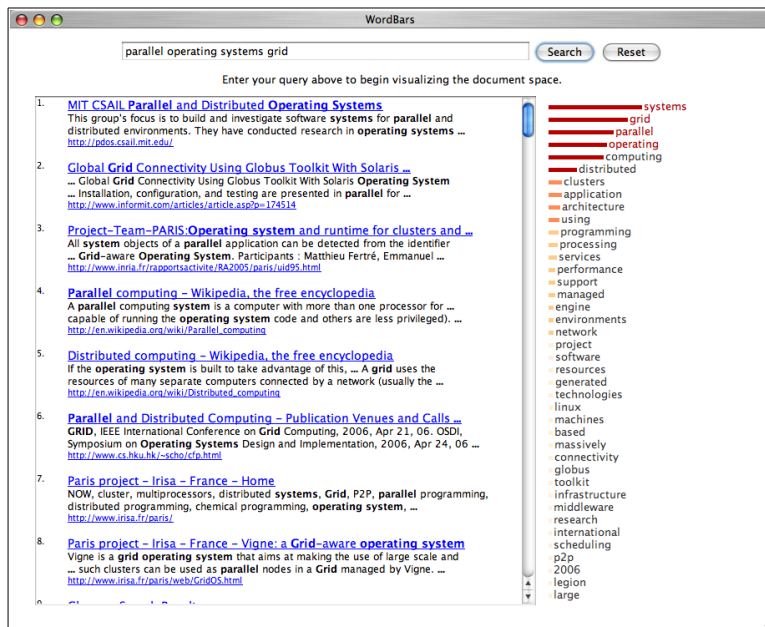 WordBars
parallel operating systems grid
Search
Reset
Enter your query above to begin visualizing the document space.
1. MIT CSAIL Parallel and Distributed Operating Systems
This group's focus is to build and investigate software systems for parallel and
distributed environments. They have conducted research in operating systems ...
http://pdos.csail.mit.edu/
2. Global Grid Connectivity Using Globus Toolkit With Solaris ...
... Global Grid Connectivity Using Globus Toolkit With Solaris Operating System
... Installation, configuration, and testing are presented in parallel for ...
http://www.informit.com/articles/article.asp?p=174514
3. Project-Team-PARIS:Operating system and runtime for clusters and ...
All system objects of a parallel application can be detected from the identifier
... Grid-aware Operating System. Participants : Matthieu Fertré, Emmanuel ...
http://www.inria.fr/rapportsactivite/RA2005/paris/uid95.html
4. Parallel computing - Wikipedia, the free encyclopedia
A parallel computing system is a computer with more than one processor for ...
capable of running the operating system code and others are less privileged). ...
http://en.wikipedia.org/wiki/Parallel_computing
5. Distributed computing - Wikipedia, the free encyclopedia
If the operating system is built to take advantage of this, ... A grid uses the
resources of many separate computers connected by a network (usually the ...
http://en.wikipedia.org/wiki/Distributed_computing
6. Parallel and Distributed Computing - Publication Venues and Calls ...
GRID, IEEE International Conference on Grid Computing, 2006, Apr 21, 06. OSDI,
Symposium on Operating Systems Design and Implementation, 2006, Apr 24, 06 ...
http://www.cs.hku.hk/~scho/cfp.html
7. Paris project - Irisa - France - Home
NOW, cluster, multiprocessors, distributed systems, Grid, P2P, parallel programming,
distributed programming, chemical programming, operating system, ...
http://www.irisa.fr/paris/
8. Paris project - Irisa - France - Vigne: a Grid-aware operating system
Vigne is a grid operating system that aims at making the use of large scale and
... such clusters can be used as parallel nodes in a Grid managed by Vigne. ...
http://www.irisa.fr/paris/web/GridOS.html
systems
grid
parallel
operating
computing
distributed
clusters
application
architecture
using
programming
processing
services
performance
support
managed
engine
environments
network
project
software
resources
generated
technologies
linux
machines
based
massively
connectivity
globus
toolkit
infrastructure
middleware
research
international
scheduling
p2p
2006
legion
large